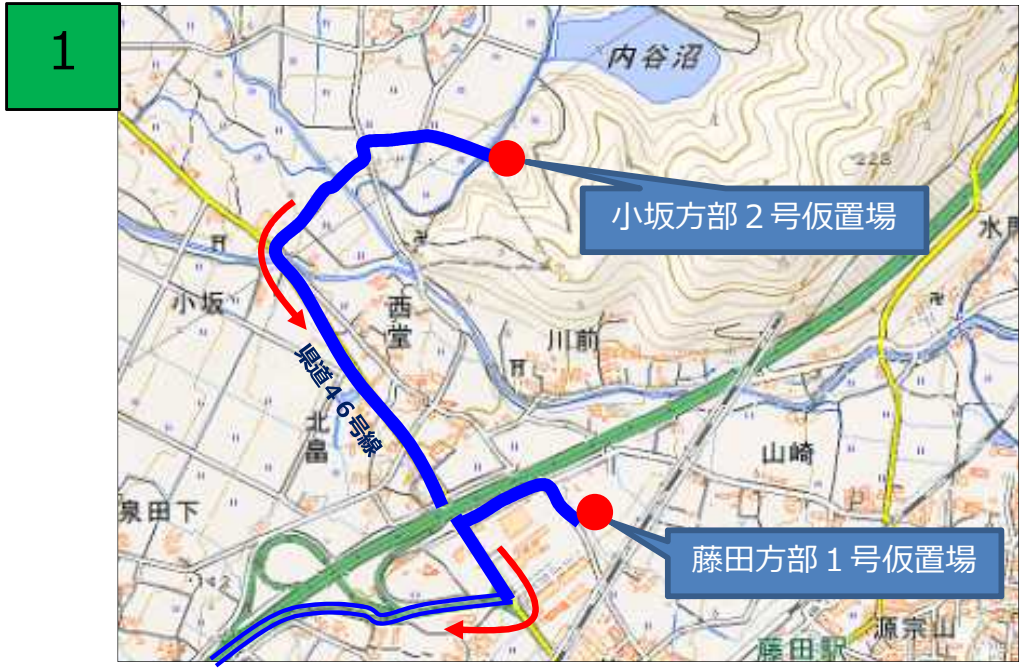 1
内谷沼
228
小坂方部２号仮置場
小坂
西堂
川前
県道４６号線
北畠
山崎
泉田下
藤田方部１号仮置場
142
源宗山
藤田駅